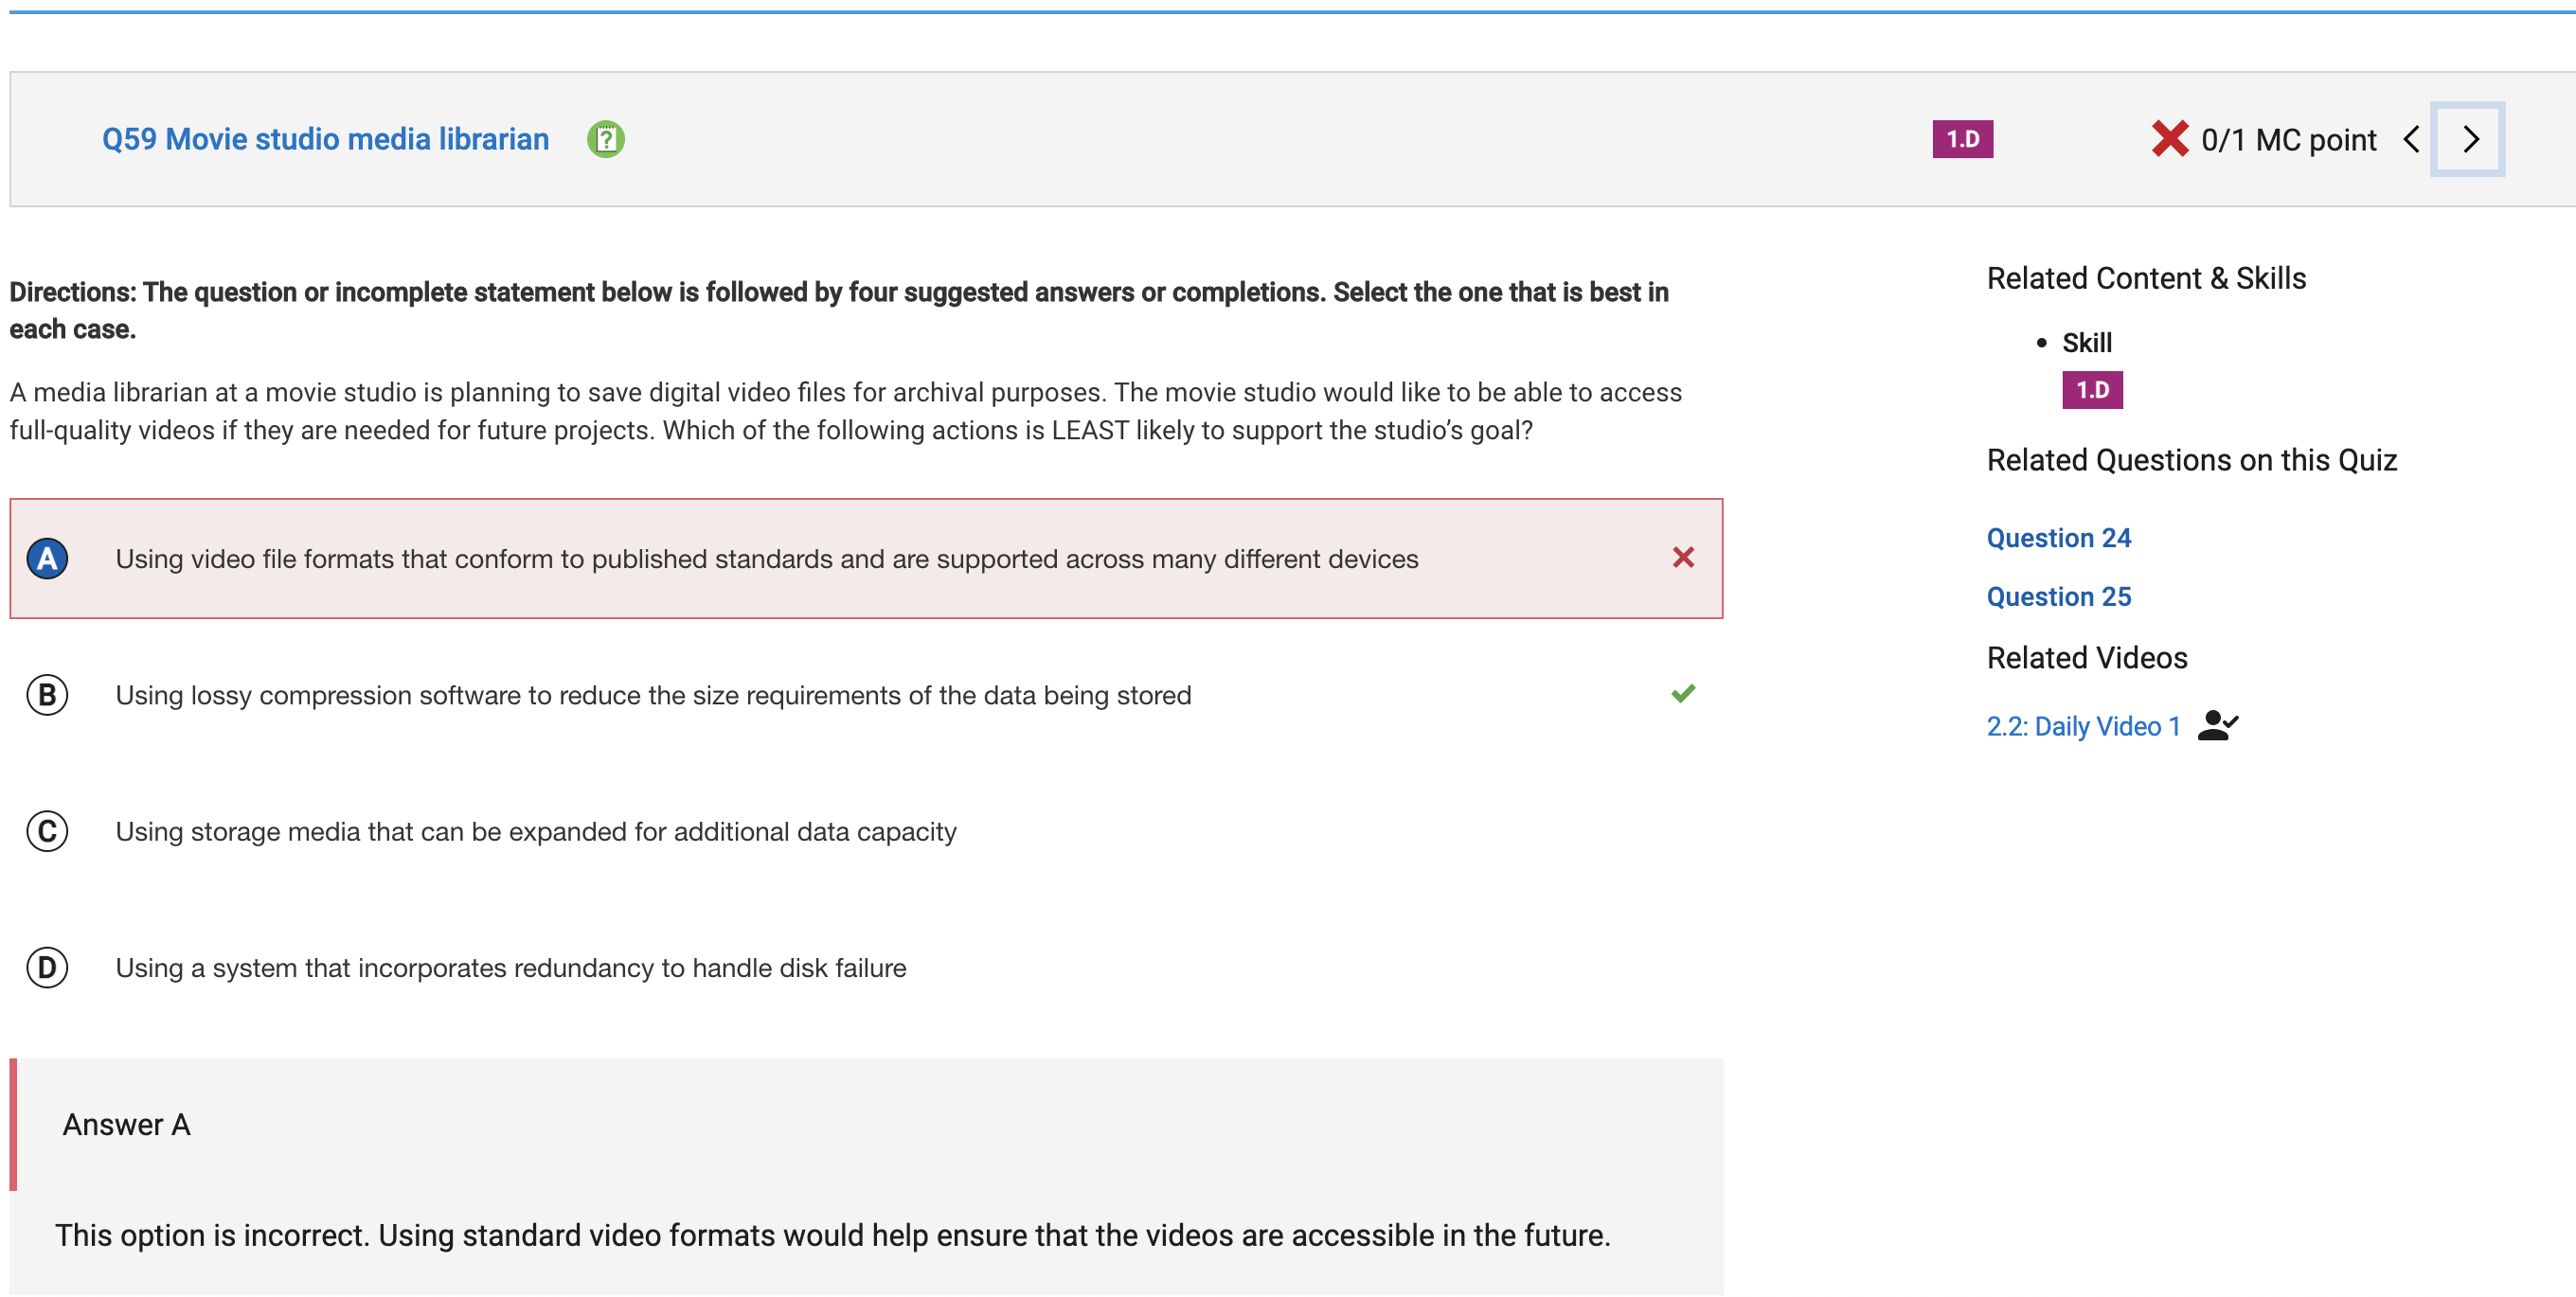 Q59 Movie studio media librarian
?
1.D
0/1 MC point
Directions: The question or incomplete statement below is followed by four suggested answers or completions. Select the one that is best in
each case.
A media librarian at a movie studio is planning to save digital video files for archival purposes. The movie studio would like to be able to access
full-quality videos if they are needed for future projects. Which of the following actions is LEAST likely to support the studio’s goal?
A Using video file formats that conform to published standards and are supported across many different devices
B Using lossy compression software to reduce the size requirements of the data being stored
C Using storage media that can be expanded for additional data capacity
D Using a system that incorporates redundancy to handle disk failure
Answer A
This option is incorrect. Using standard video formats would help ensure that the videos are accessible in the future.
Related Content & Skills
• Skill
1.D
Related Questions on this Quiz
Question 24
Question 25
Related Videos
2.2: Daily Video 1